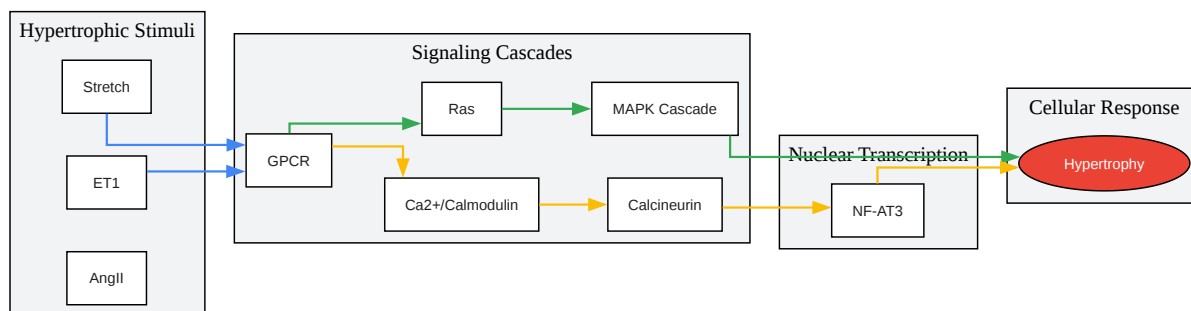 Hypertrophic Stimuli
Stretch
ET1
AngII
Signaling Cascades
GPCR
Ras
MAPK Cascade
Ca2+/Calmodulin
Calcineurin
Nuclear Transcription
NF-AT3
Cellular Response
Hypertrophy